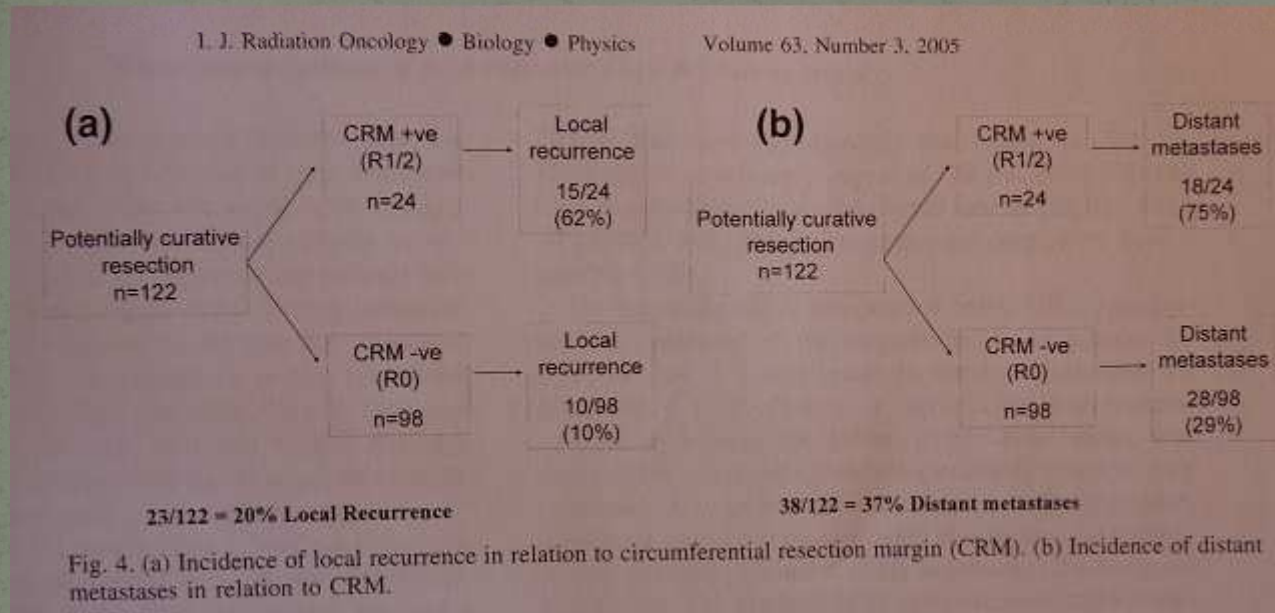 I. J. Radiation Oncology ● Biology ● Physics Volume 63, Number 3, 2005
(a)
Potentially curative
resection
n=122
CRM +ve
(R1/2)
n=24
Local
recurrence
15/24
(62%)
CRM -ve
(R0)
n=98
Local
recurrence
10/98
(10%)
23/122 = 20% Local Recurrence
(b)
Potentially curative
resection
n=122
CRM +ve
(R1/2)
n=24
Distant
metastases
18/24
(75%)
CRM -ve
(R0)
n=98
Distant
metastases
28/98
(29%)
38/122 = 37% Distant metastases
Fig. 4. (a) Incidence of local recurrence in relation to circumferential resection margin (CRM). (b) Incidence of distant
metastases in relation to CRM.